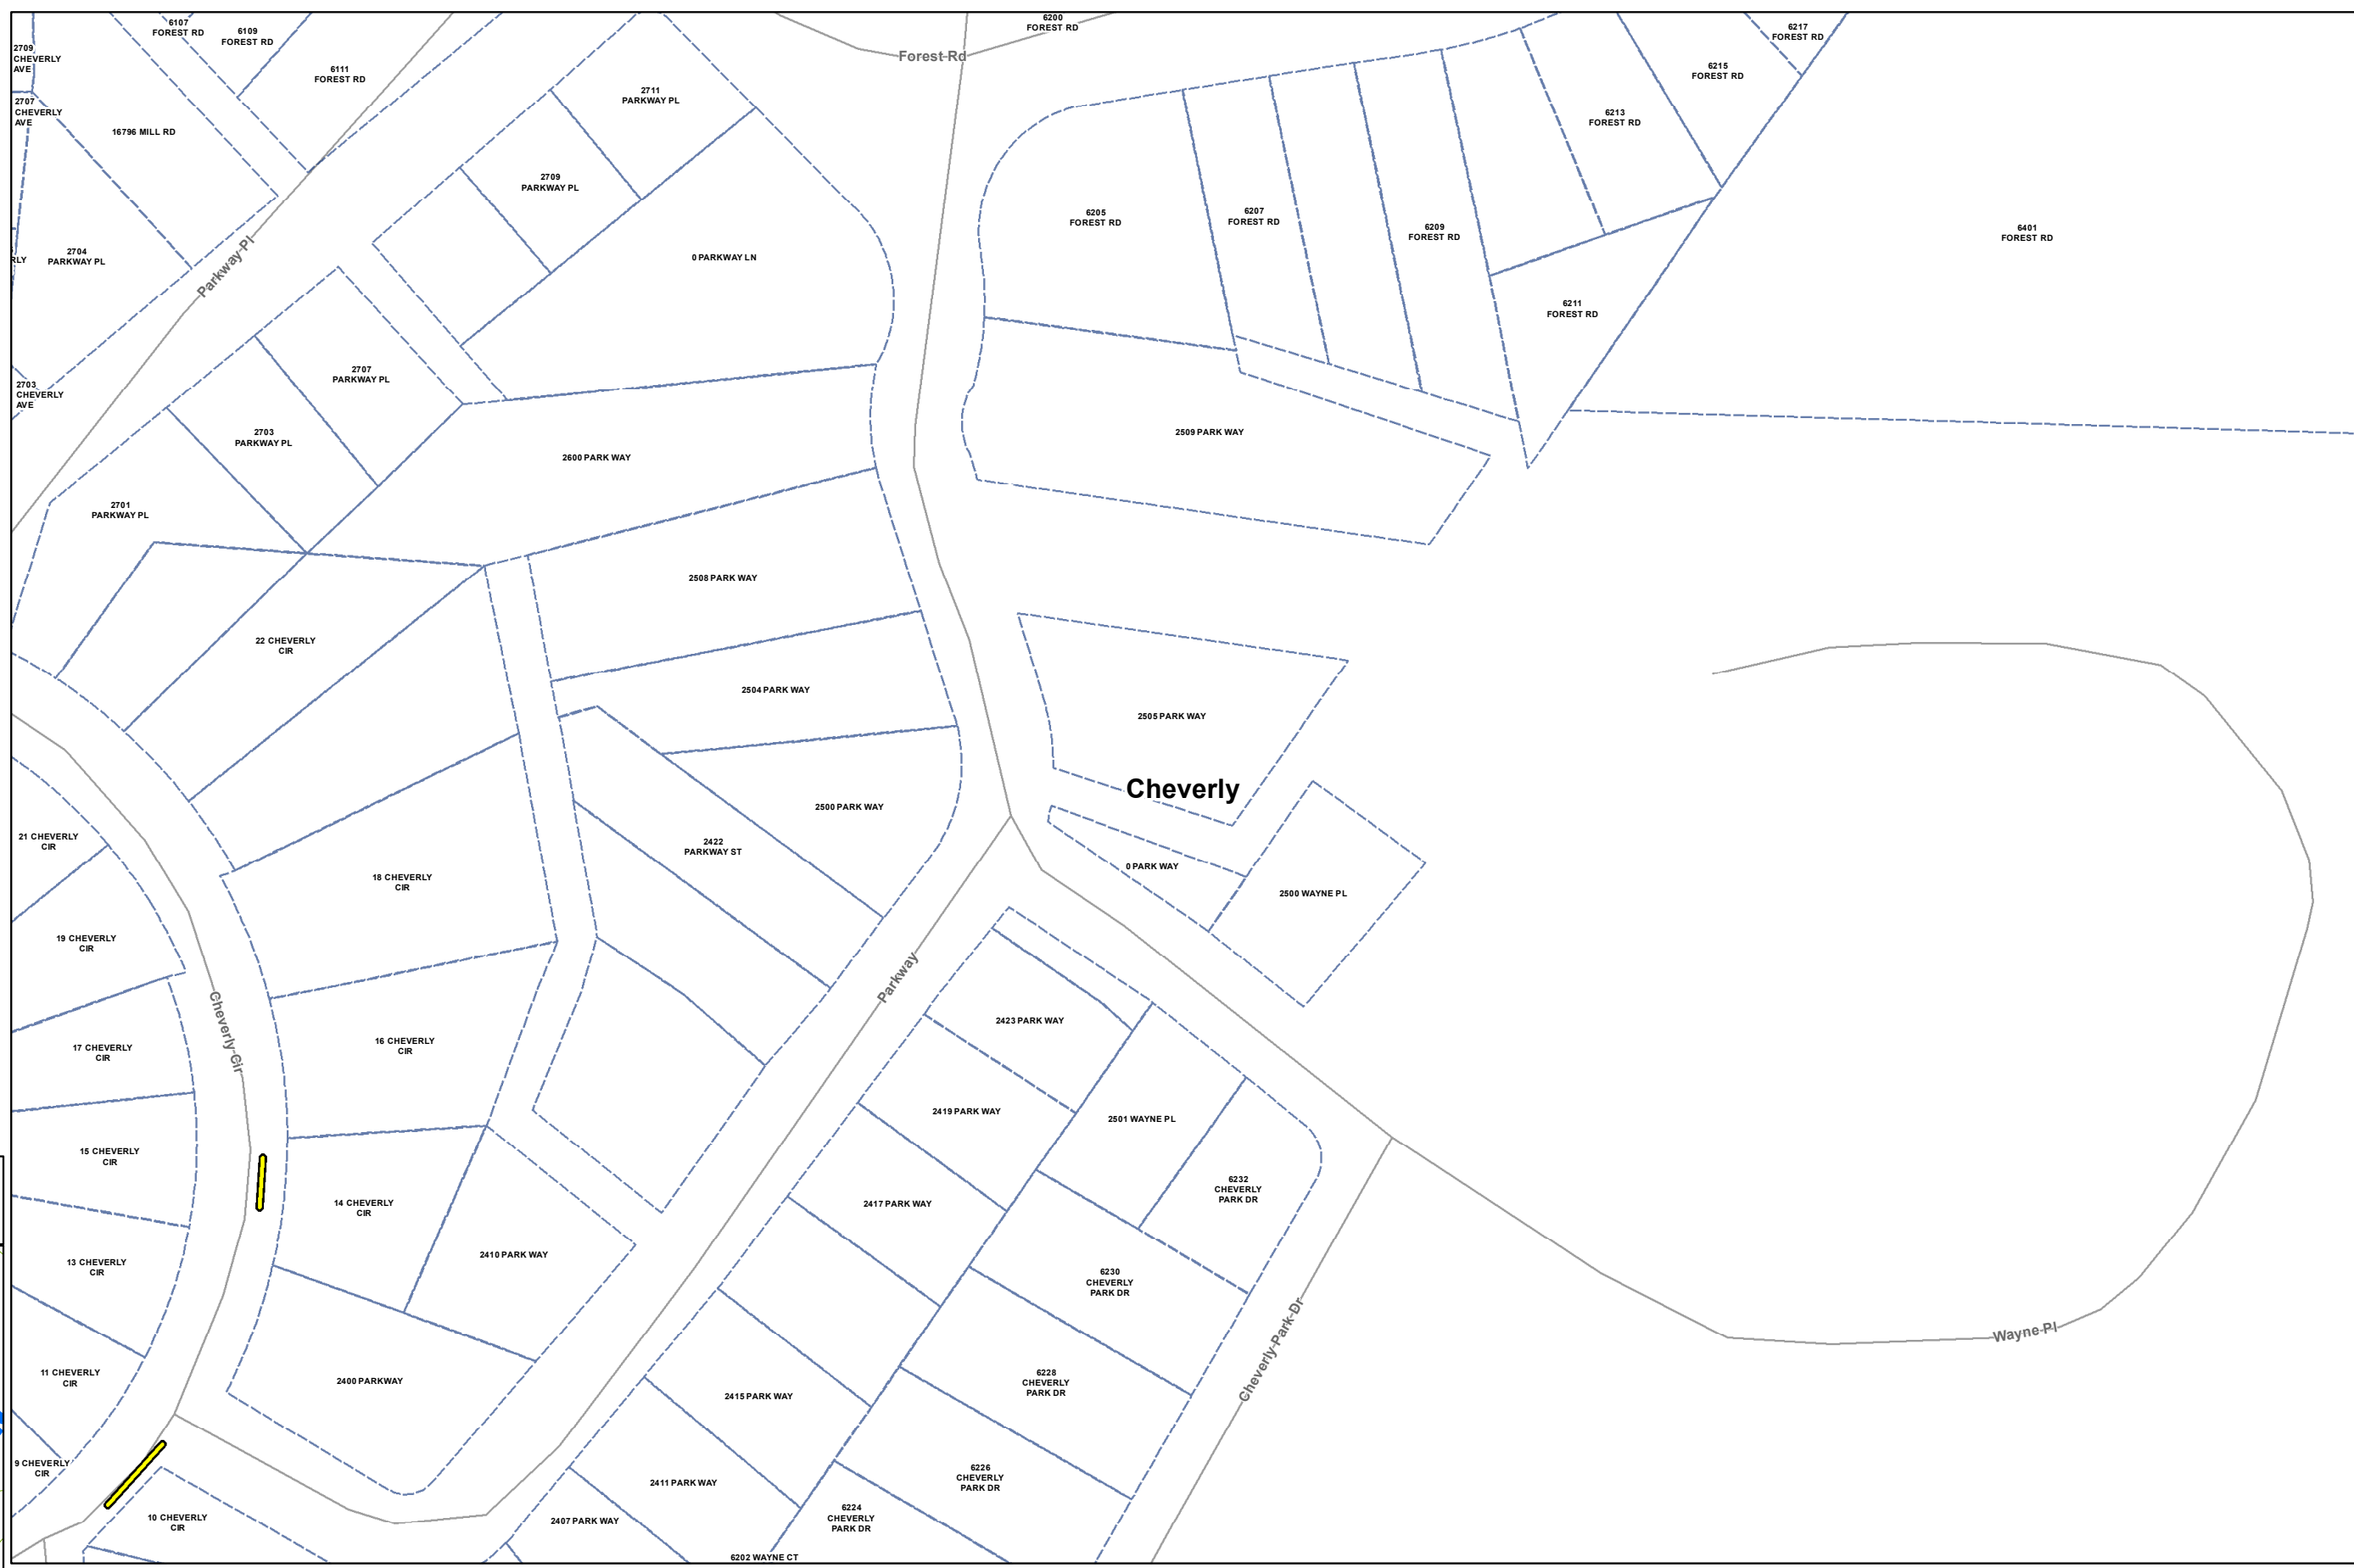 6107
FOREST RD
6109
FOREST RD
6200
FOREST RD
6217
FOREST RD
2709
CHEVERLY
AVE
Forest Rd
6111
FOREST RD
6215
FOREST RD
2711
PARKWAY PL
2707
CHEVERLY
AVE
6213
FOREST RD
16796 MILL RD
2709
PARKWAY PL
6205
FOREST RD
6207
FOREST RD
6209
FOREST RD
6401
FOREST RD
RLY
2704
PARKWAY PL
Parkway Pl
0 PARKWAY LN
6211
FOREST RD
2707
PARKWAY PL
2703
CHEVERLY
AVE
2703
PARKWAY PL
2509 PARK WAY
2600 PARK WAY
2701
PARKWAY PL
2508 PARK WAY
22 CHEVERLY
CIR
2504 PARK WAY
2505 PARK WAY
Cheverly
2500 PARK WAY
21 CHEVERLY
CIR
2422
PARKWAY ST
0 PARK WAY
18 CHEVERLY
CIR
2500 WAYNE PL
19 CHEVERLY
CIR
Parkway
Cheverly Cir
2423 PARK WAY
17 CHEVERLY
CIR
16 CHEVERLY
CIR
2419 PARK WAY
2501 WAYNE PL
15 CHEVERLY
CIR
6232
CHEVERLY
PARK DR
14 CHEVERLY
CIR
2417 PARK WAY
2410 PARK WAY
13 CHEVERLY
CIR
6230
CHEVERLY
PARK DR
Cheverly Park Dr
Wayne Pl
11 CHEVERLY
CIR
2400 PARKWAY
6228
CHEVERLY
PARK DR
2415 PARK WAY
9 CHEVERLY
CIR
2411 PARK WAY
6226
CHEVERLY
PARK DR
10 CHEVERLY
CIR
2407 PARK WAY
6224
CHEVERLY
PARK DR
6202 WAYNE CT